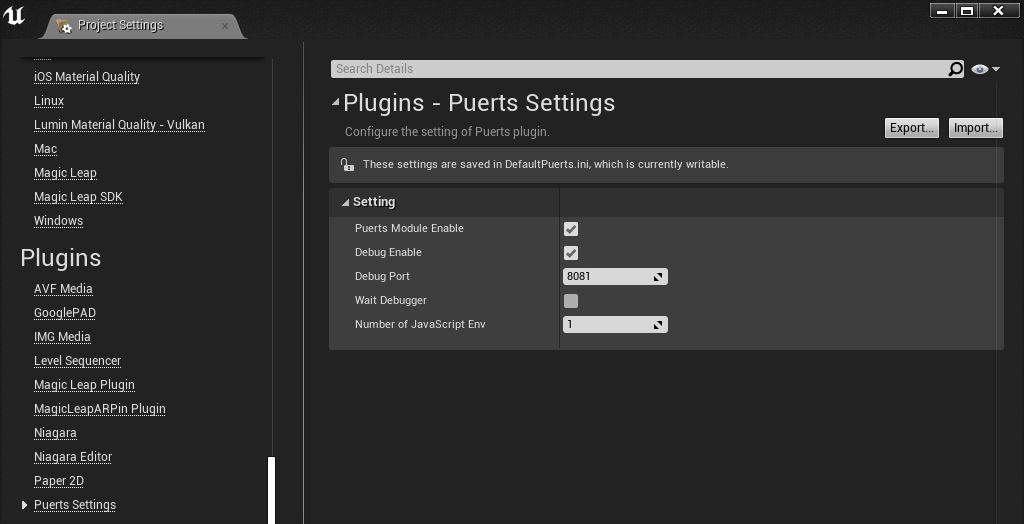 Project Settings
iOS Material Quality
Linux
Lumin Material Quality - Vulkan
Mac
Magic Leap
Magic Leap SDK
Windows
Plugins
AVF Media
GooglePAD
IMG Media
Level Sequencer
Magic Leap Plugin
MagicLeapARPin Plugin
Niagara
Niagara Editor
Paper 2D
Puerts Settings
Search Details
Plugins - Puerts Settings
Configure the setting of Puerts plugin.
Export...
Import...
These settings are saved in DefaultPuerts.ini, which is currently writable.
Setting
Puerts Module Enable
Debug Enable
Debug Port
8081
Wait Debugger
Number of JavaScript Env
1